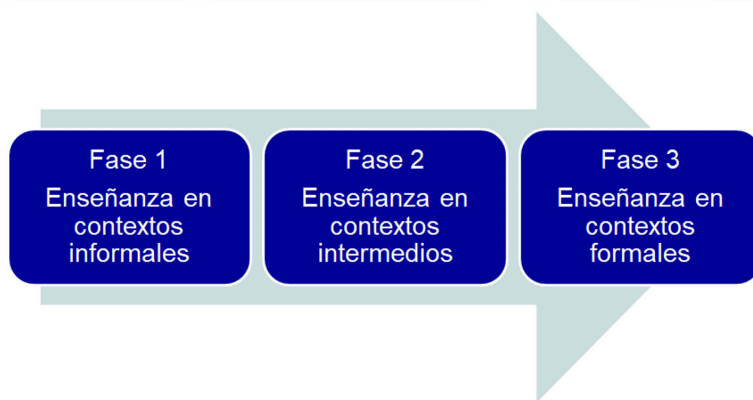 Fase 1
Enseñanza en
contextos
informales
Fase 2
Enseñanza en
contextos
intermedios
Fase 3
Enseñanza en
contextos
formales